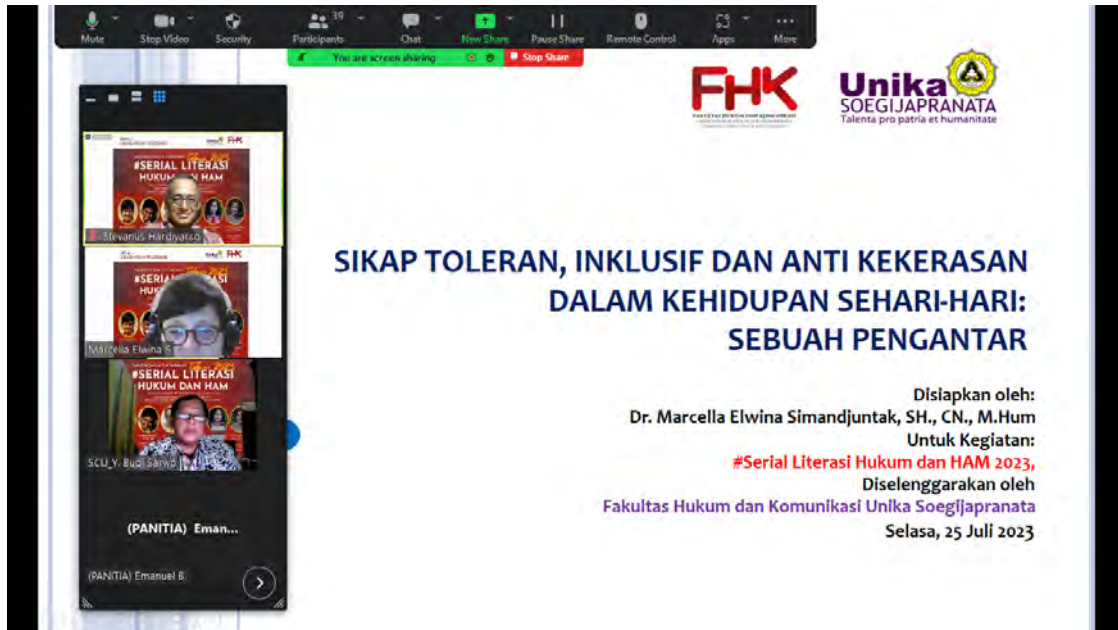 39
Mute
Stop Video
Security
Participants
Chat
New Share
Pause Share
Remote Control
Apps
More
You are screen sharing
Stop Share
FHK
Unika
SOEGIJAPRANATA
Talenta pro patria et humanitate
#SERIAL LITERASI
HUKUM DAN HAM
Stevanus Hardiyarso
#SERIAL
Marcella Elwina S
#SERIAL LITERASI
HUKUM DAN HAM
SCU_Y. Budi Sarwo
(PANITIA) Eman...
(PANITIA) Emanuel B.
SIKAP TOLERAN, INKLUSIF DAN ANTI KEKERASAN
DALAM KEHIDUPAN SEHARI-HARI:
SEBUAH PENGANTAR
Disiapkan oleh:
Dr. Marcella Elwina Simandjuntak, SH., CN., M.Hum
Untuk Kegiatan:
#Serial Literasi Hukum dan HAM 2023,
Diselenggarakan oleh
Fakultas Hukum dan Komunikasi Unika Soegijapranata
Selasa, 25 Juli 2023